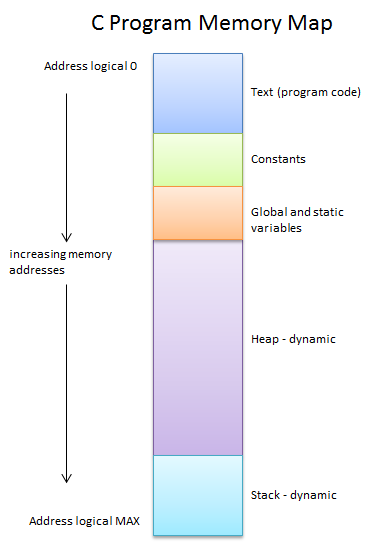 C Program Memory Map
Address logical 0
Text (program code)
Constants
Global and static
variables
increasing memory
addresses
Heap - dynamic
Stack - dynamic
Address logical MAX